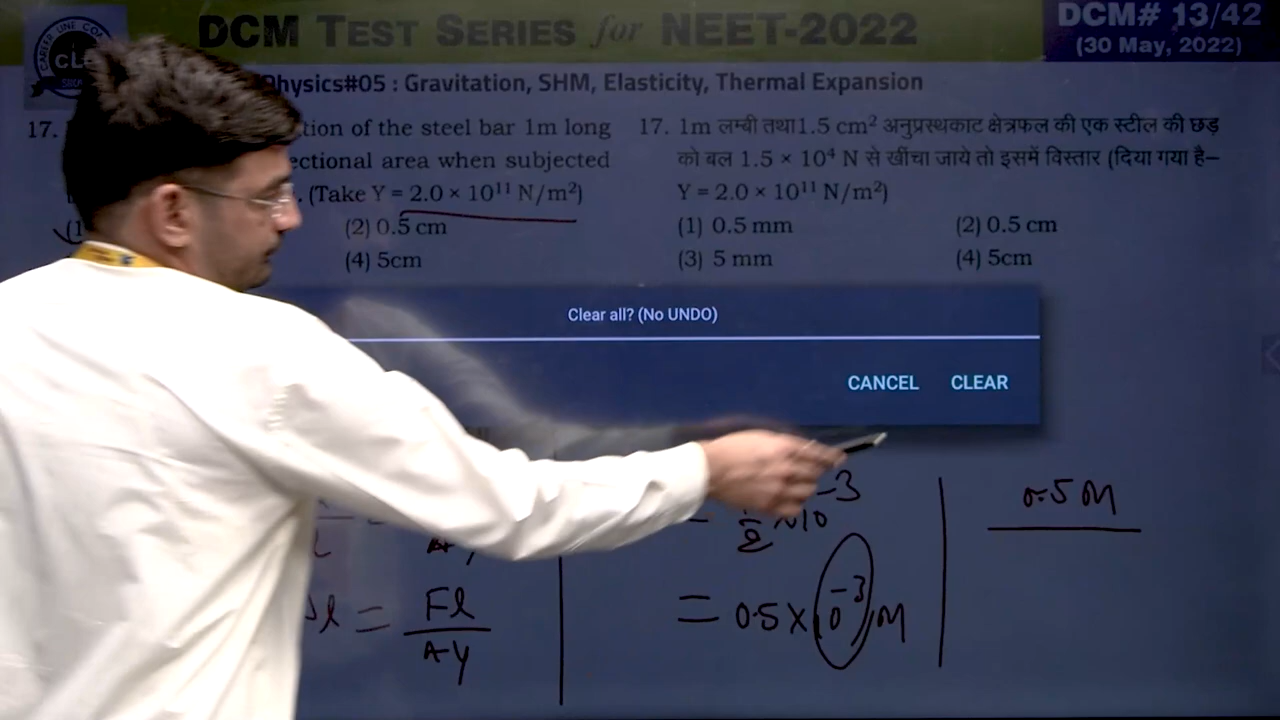 DCM TEST SERIES for NEET-2022
DCM# 13/42
(30 May, 2022)
Physics#05 : Gravitation, SHM, Elasticity, Thermal Expansion
17.
tion of the steel bar 1m long
ectional area when subjected
(Take Y = 2.0 × 10¹¹ N/m²)
(2) 0.5 cm
(4) 5cm
17. 1m लम्बी तथा1.5 cm² अनुप्रस्थकाट क्षेत्रफल की एक स्टील की छड़
को बल 1.5 × 10⁴ N से खींचा जाये तो इसमें विस्तार (दिया गया है–
Y = 2.0 × 10¹¹ N/m²)
(1) 0.5 mm
(2) 0.5 cm
(3) 5 mm
(4) 5cm
Clear all? (No UNDO)
CANCEL CLEAR
Δl = Fl / AY
= 0.5 × 10⁻³ M